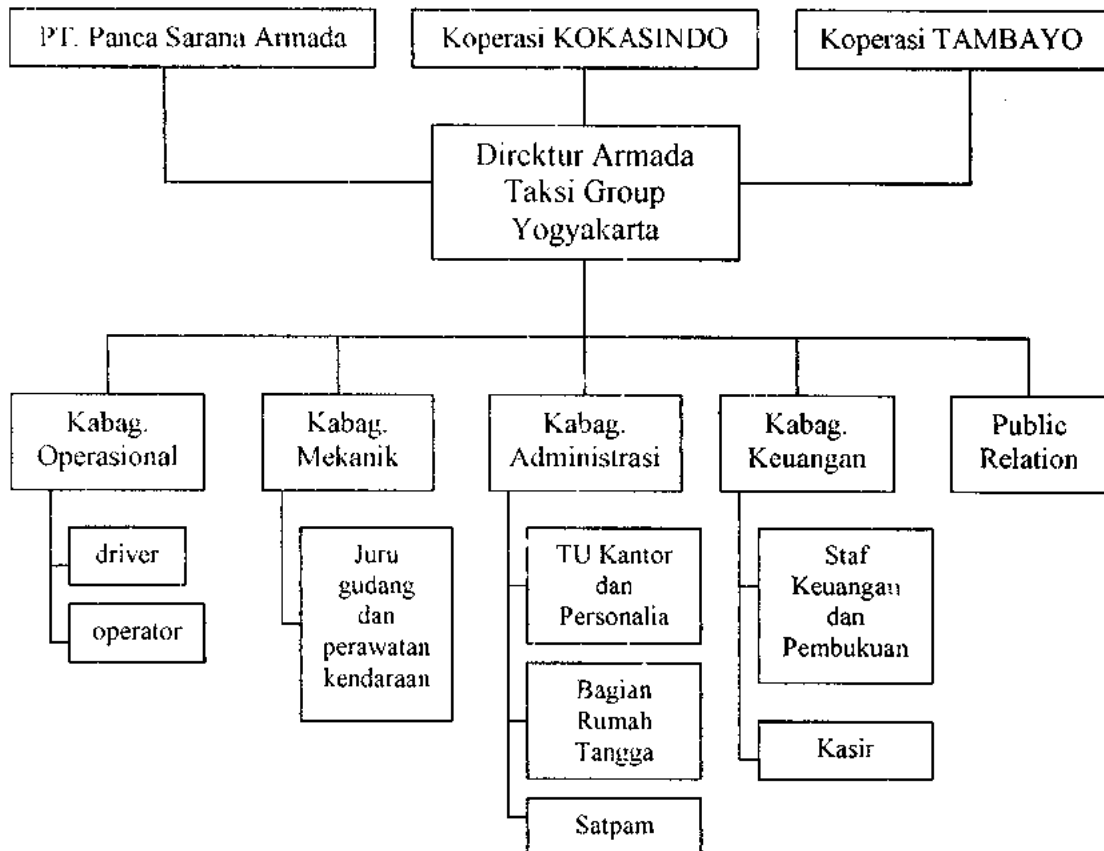 PT. Panca Sarana Armada
Koperasi KOKASINDO
Koperasi TAMBAYO
Direktur Armada
Taksi Group
Yogyakarta
Kabag.
Operasional
Kabag.
Mekanik
Kabag.
Administrasi
Kabag.
Keuangan
Public
Relation
driver
operator
Juru
gudang
dan
perawatan
kendaraan
TU Kantor
dan
Personalia
Bagian
Rumah
Tangga
Satpam
Staf
Keuangan
dan
Pembukuan
Kasir